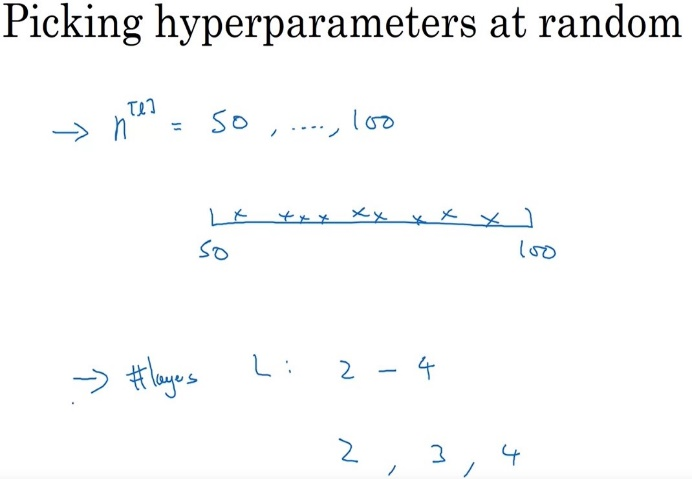 Picking hyperparameters at random
→ n^[l] = 50, ...., 100
50 100
→ #layers L: 2 - 4
2, 3, 4